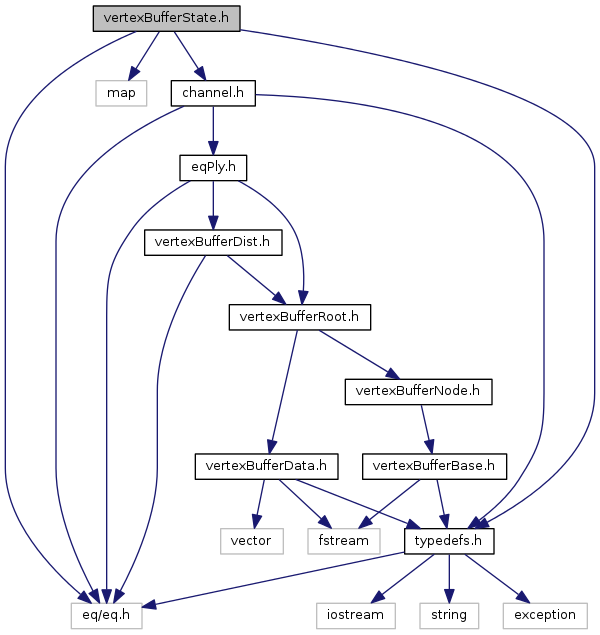 vertexBufferState.h
map
channel.h
eqPly.h
vertexBufferDist.h
vertexBufferRoot.h
vertexBufferNode.h
vertexBufferData.h
vertexBufferBase.h
vector
fstream
typedefs.h
eq/eq.h
iostream
string
exception